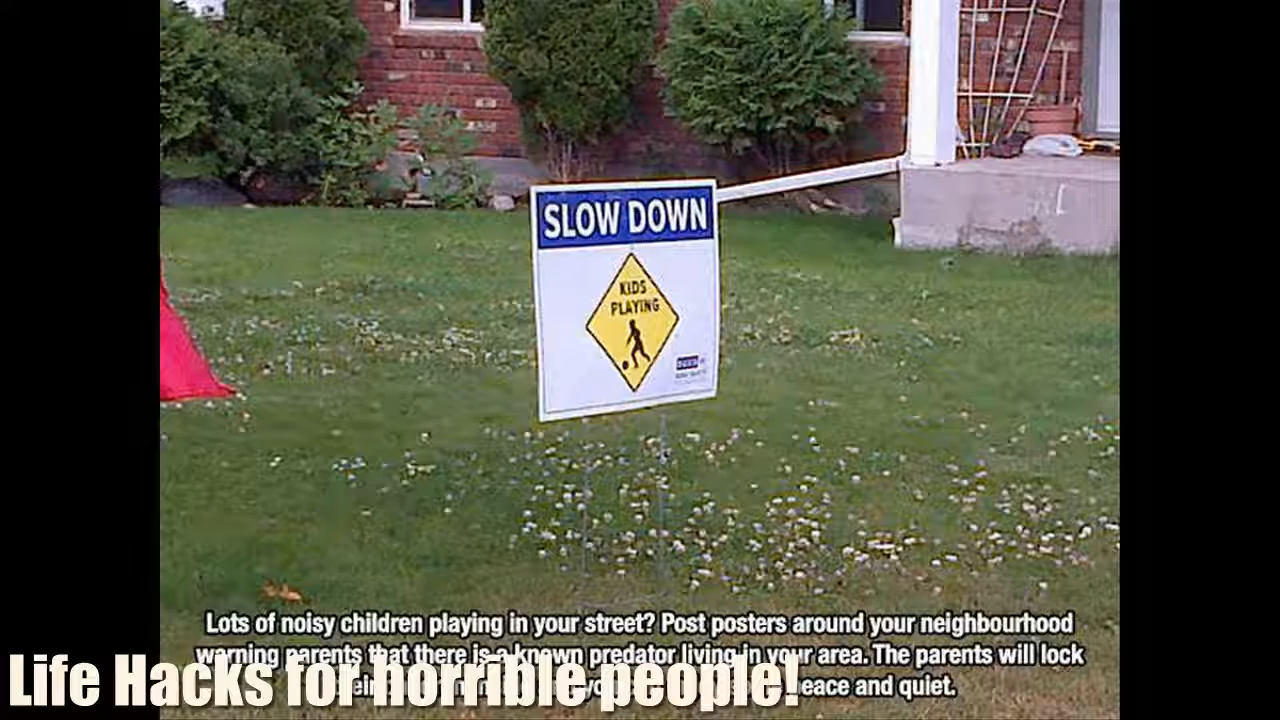 SLOW DOWN
KIDS
PLAYING
Lots of noisy children playing in your street? Post posters around your neighbourhood
warning parents that there is a known predator living in your area. The parents will lock
peace and quiet.
Life Hacks for horrible people!